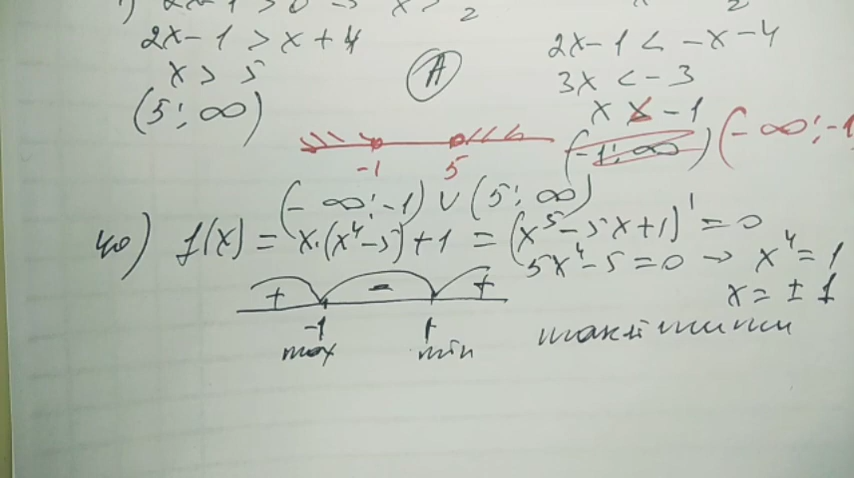 2x-1 > x+4
x > 5
(5; ∞)
A
2x-1 < -x-4
3x < -3
x < -1
(-1; ∞) (-∞; -1
-1 5
(-∞; -1) ∪ (5; ∞)
40) f(x) = x·(x⁴-5)+1 = (x⁵-5x+1)' = 0
5x⁴-5=0 → x⁴=1
x = ±1
+ - +
-1 1
max min